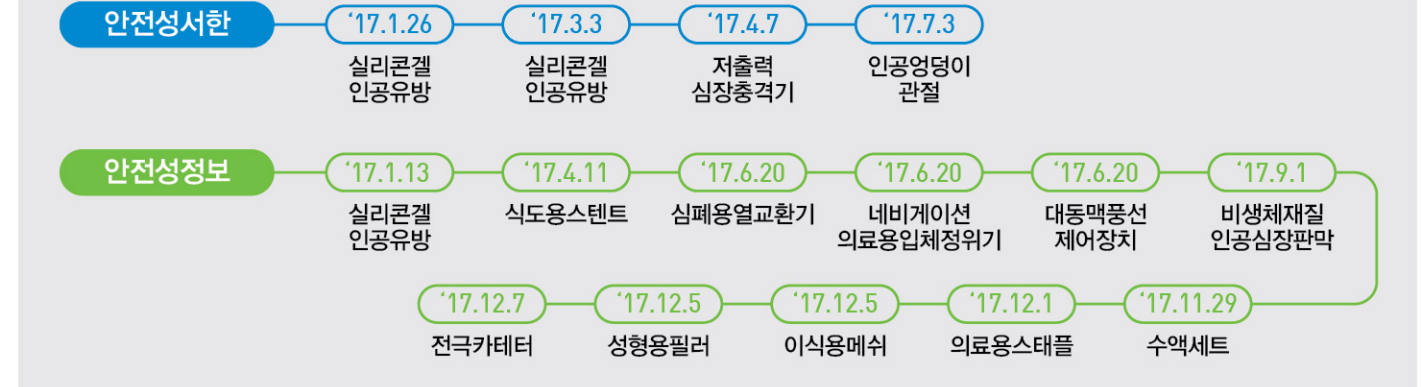 안전성서한
‘17.1.26
‘17.3.3
‘17.4.7
‘17.7.3
실리콘겔
인공유방
실리콘겔
인공유방
저출력
심장충격기
인공엉덩이
관절
안전성정보
‘17.1.13
‘17.4.11
‘17.6.20
‘17.6.20
‘17.6.20
‘17.9.1
실리콘겔
인공유방
식도용스텐트
심폐용열교환기
네비게이션
의료용입체정위기
대동맥풍선
제어장치
비생체재질
인공심장판막
‘17.12.7
‘17.12.5
‘17.12.5
‘17.12.1
‘17.11.29
전극카테터
성형용필러
이식용메쉬
의료용스태플
수액세트